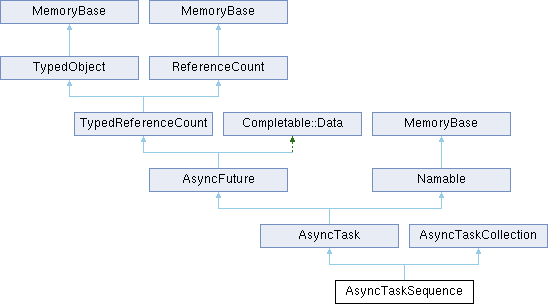 MemoryBase MemoryBase
TypedObject ReferenceCount
TypedReferenceCount Completable::Data MemoryBase
AsyncFuture Namable
AsyncTask AsyncTaskCollection
AsyncTaskSequence